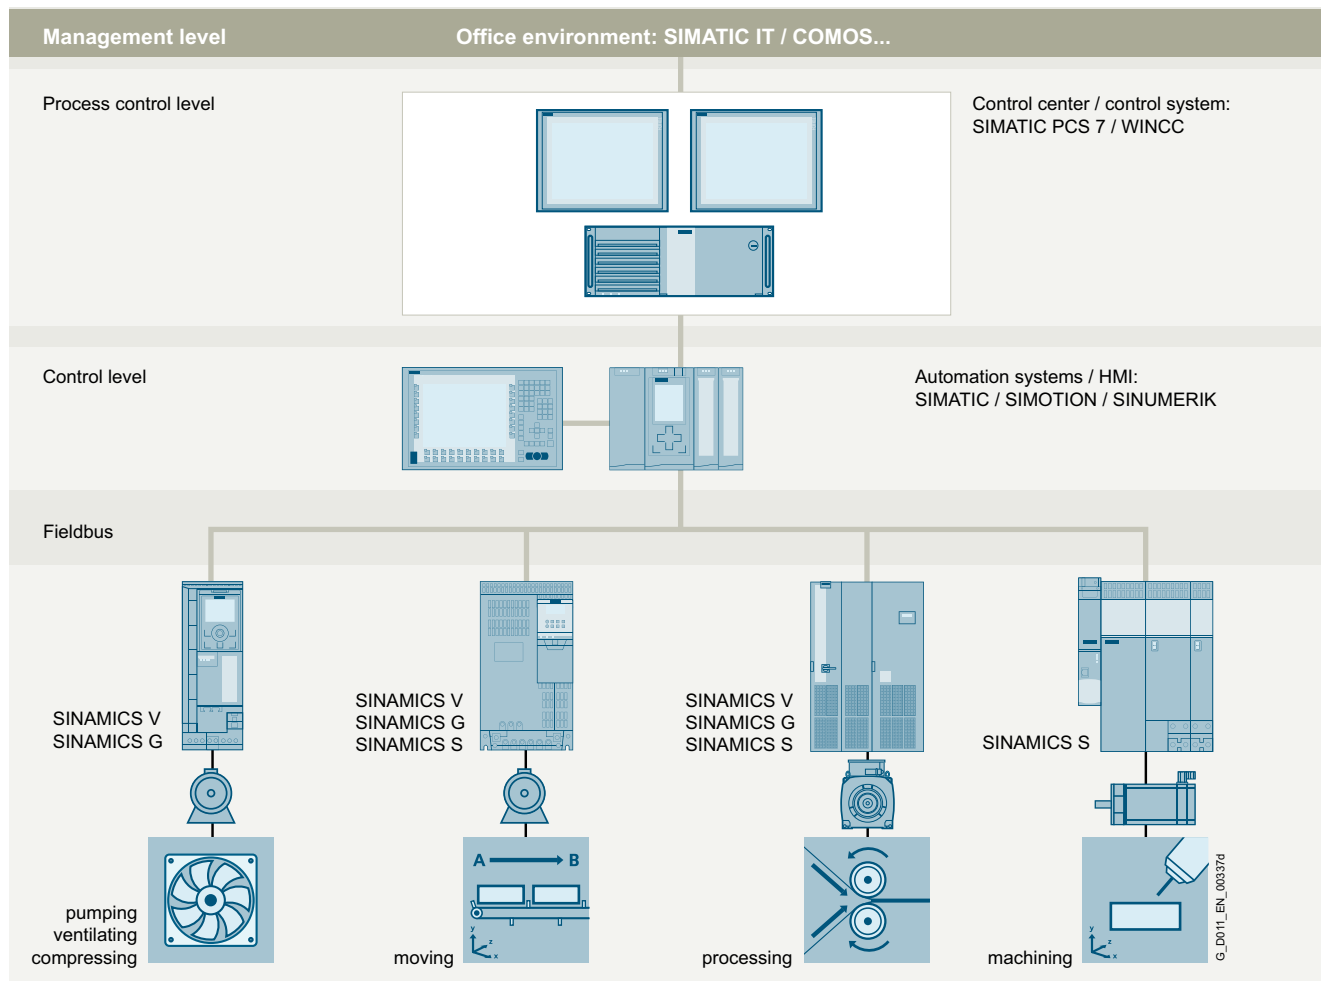 Management level
Office environment: SIMATIC IT / COMOS...
Process control level
Control center / control system:
SIMATIC PCS 7 / WINCC
Control level
Automation systems / HMI:
SIMATIC / SIMOTION / SINUMERIK
Fieldbus
SINAMICS V
SINAMICS G
SINAMICS V
SINAMICS G
SINAMICS S
SINAMICS V
SINAMICS G
SINAMICS S
SINAMICS S
pumping
ventilating
compressing
A B
y
z
x
moving
processing
y
z
x
machining
G_D011_EN_00337d